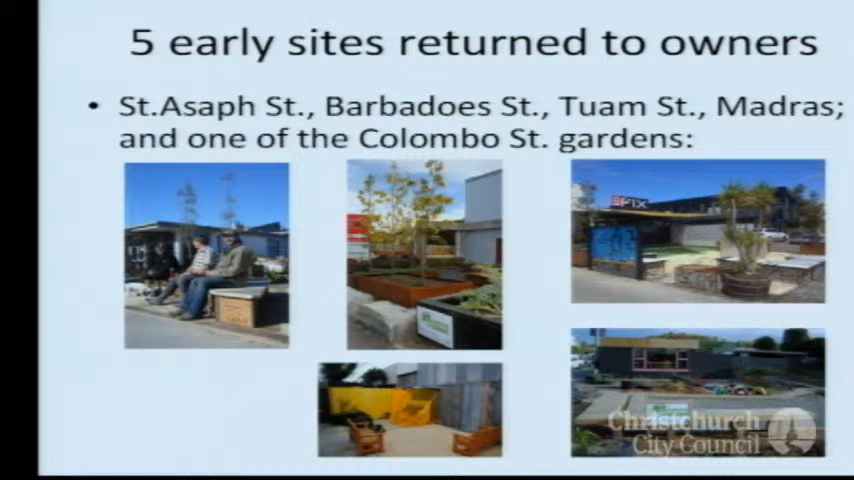 5 early sites returned to owners
• St.Asaph St., Barbadoes St., Tuam St., Madras;
and one of the Colombo St. gardens:
FIX
Christchurch
City Council